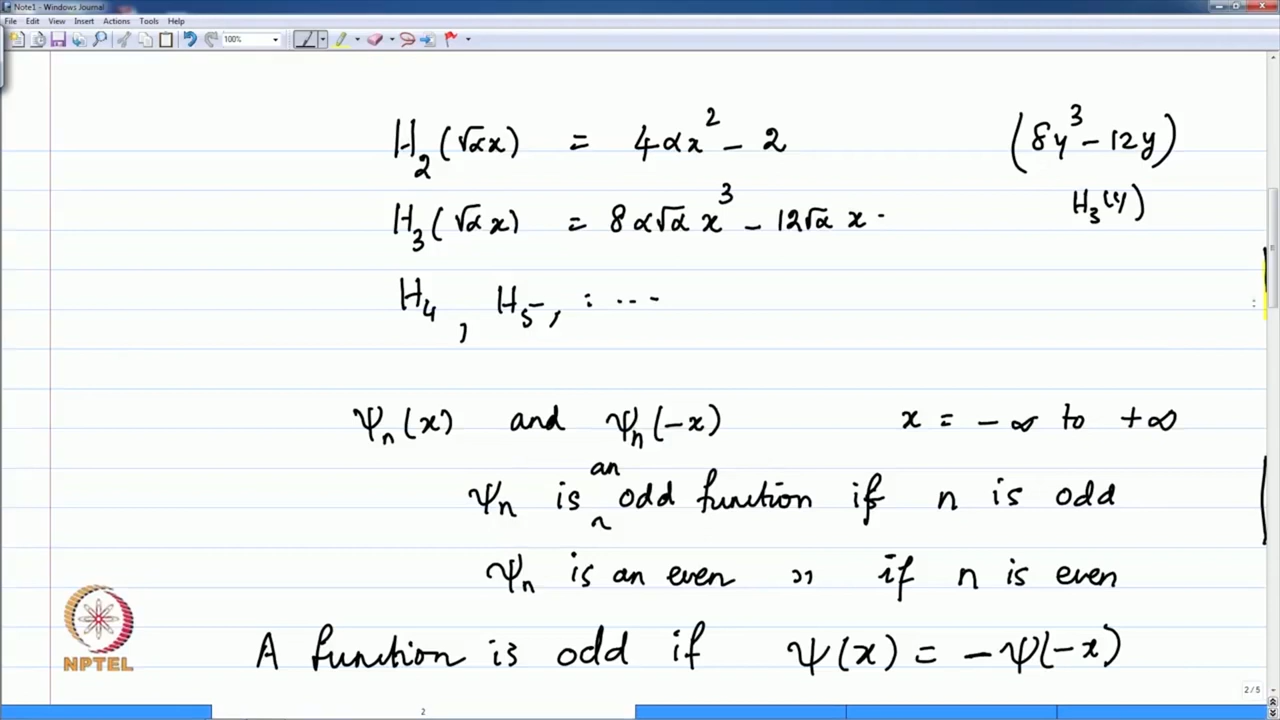 Note1 - Windows Journal
File Edit View Insert Actions Tools Help
100%
H₂(√αx) = 4αx² - 2
(8y³ - 12y)
H₃(√αx) = 8α√α x³ - 12√α x .
H₃(y)
H₄, H₅, : ...
ψₙ(x) and ψₙ(-x) x = -∞ to +∞
ψₙ is an odd function if n is odd
ψₙ is an even " if n is even
A function is odd if ψ(x) = -ψ(-x)
NPTEL
2/5
2